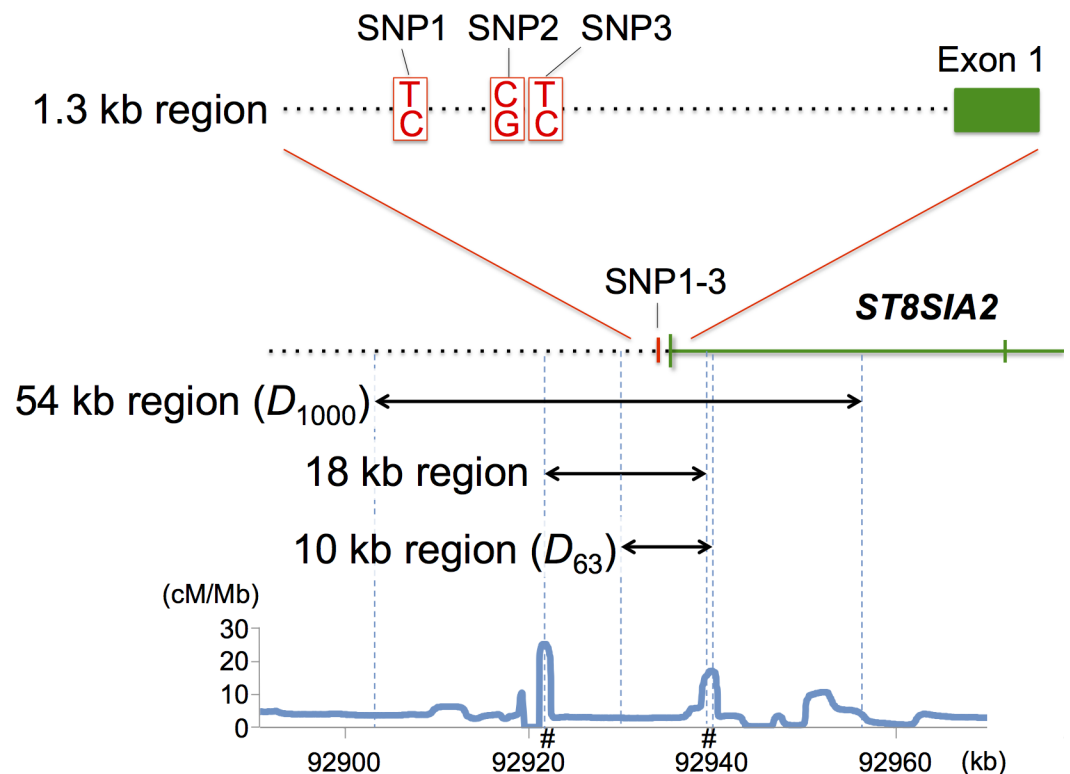 SNP1 SNP2 SNP3
Exon 1
1.3 kb region
T C T
C G C
SNP1-3
ST8SIA2
54 kb region (D1000)
18 kb region
10 kb region (D63)
(cM/Mb)
30
20
10
0
# #
92900 92920 92940 92960 (kb)